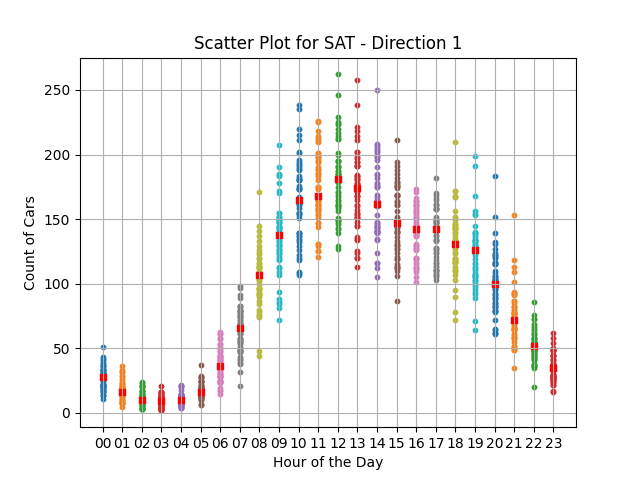 Scatter Plot for SAT - Direction 1
250
200
150
100
50
0
Count of Cars
00 01 02 03 04 05 06 07 08 09 10 11 12 13 14 15 16 17 18 19 20 21 22 23
Hour of the Day